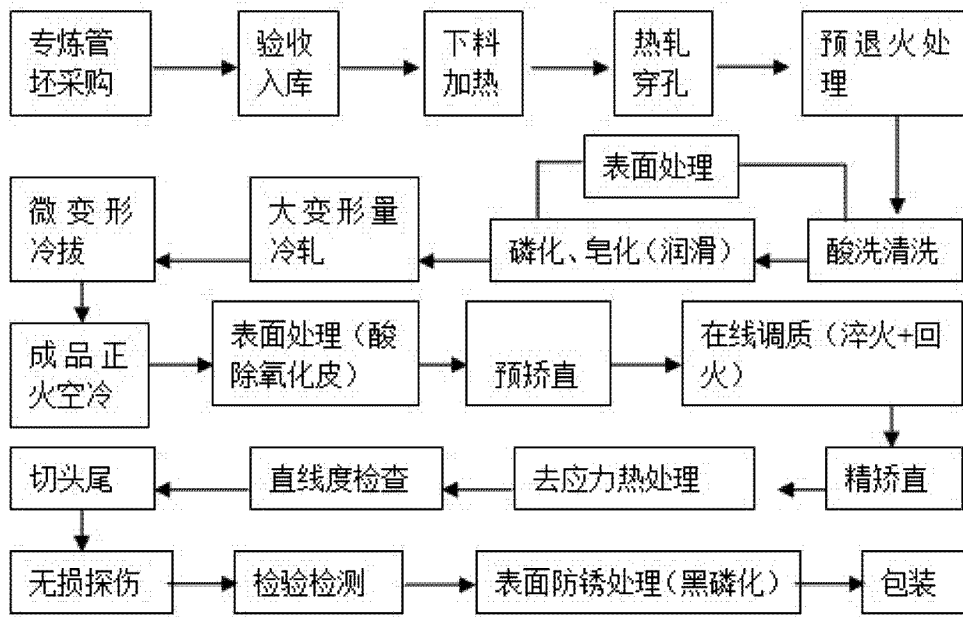 专炼管
坯采购
验收
入库
下料
加热
热轧
穿孔
预退火处
理
表面处理
酸洗清洗
磷化、皂化(润滑)
大变形量
冷轧
微变形
冷拔
成品正
火空冷
表面处理（酸
除氧化皮）
预矫直
在线调质（淬火+回
火）
精矫直
去应力热处理
直线度检查
切头尾
无损探伤
检验检测
表面防锈处理(黑磷化)
包装